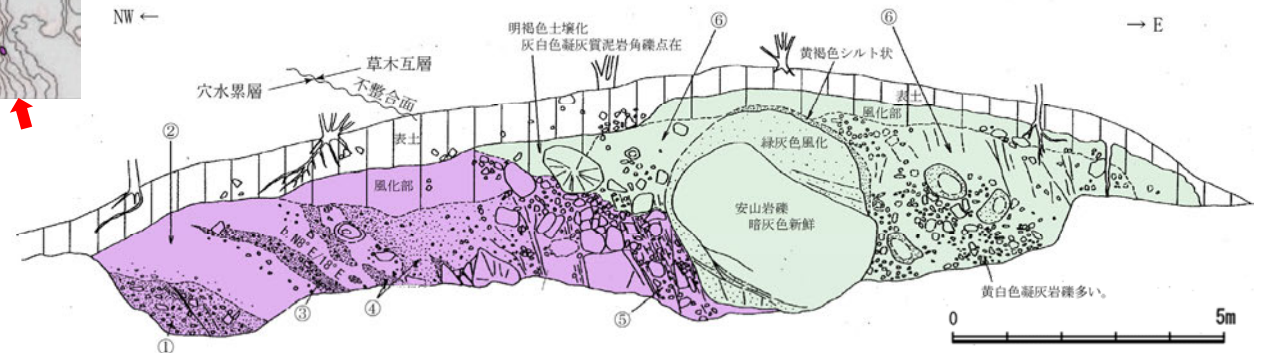 NW ←
→ E
⑥
⑥
明褐色土壌化
灰白色凝灰質泥岩角礫点在
黄褐色シルト状
草木互層
穴水累層
不整合面
②
表土
表土
風化部
風化部
緑灰色風化
安山岩礫
暗灰色新鮮
b. N8°E/18°E
③
④
⑤
①
黄白色凝灰岩礫多い。
0
5m